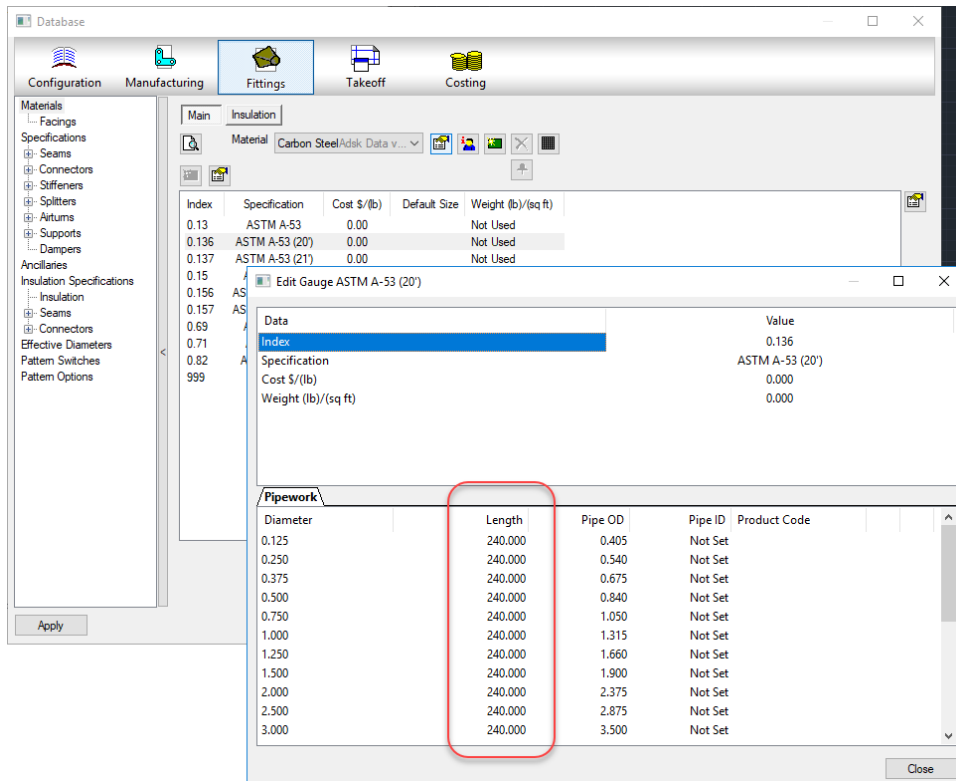 Database
Configuration Manufacturing Fittings Takeoff Costing
Materials
Facings
Specifications
Seams
Connectors
Stiffeners
Splitters
Airturns
Supports
Dampers
Ancillaries
Insulation Specifications
Insulation
Seams
Connectors
Effective Diameters
Pattern Switches
Pattern Options
Apply
Main Insulation
Material Carbon SteelAdsk Data v...
Index Specification Cost $/(lb) Default Size Weight (lb)/(sq ft)
0.13 ASTM A-53 0.00 Not Used
0.136 ASTM A-53 (20') 0.00 Not Used
0.137 ASTM A-53 (21') 0.00 Not Used
0.15
0.156 AS
0.157 AS
0.69
0.71
0.82 A
999
Edit Gauge ASTM A-53 (20')
Data Value
Index 0.136
Specification ASTM A-53 (20')
Cost $/(lb) 0.000
Weight (lb)/(sq ft) 0.000
Pipework
Diameter Length Pipe OD Pipe ID Product Code
0.125 240.000 0.405 Not Set
0.250 240.000 0.540 Not Set
0.375 240.000 0.675 Not Set
0.500 240.000 0.840 Not Set
0.750 240.000 1.050 Not Set
1.000 240.000 1.315 Not Set
1.250 240.000 1.660 Not Set
1.500 240.000 1.900 Not Set
2.000 240.000 2.375 Not Set
2.500 240.000 2.875 Not Set
3.000 240.000 3.500 Not Set
Close